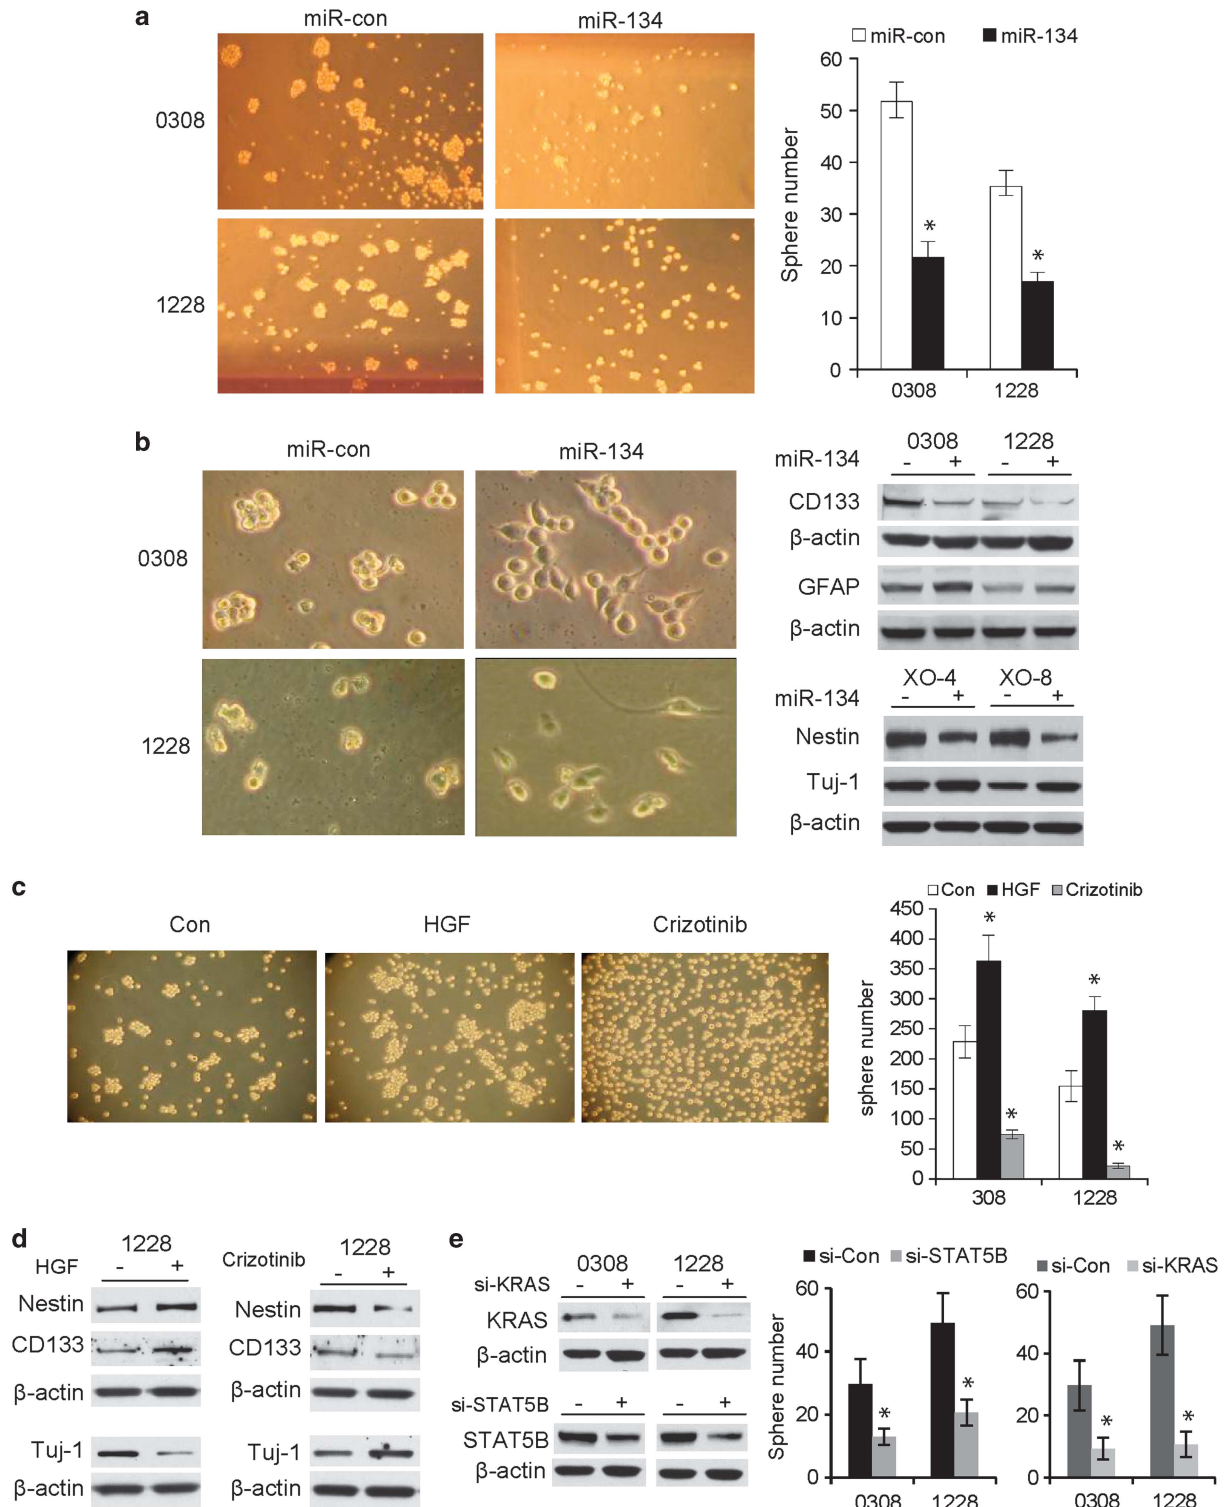 a
miR-con
miR-134
0308
1228
miR-con
miR-134
Sphere number
60
50
40
30
20
10
0
*
*
0308
1228
b
miR-con
miR-134
0308
1228
0308
1228
miR-134
-
+
-
+
CD133
β-actin
GFAP
β-actin
XO-4
XO-8
miR-134
-
+
-
+
Nestin
Tuj-1
β-actin
c
Con
HGF
Crizotinib
Con
HGF
Crizotinib
sphere number
450
400
350
300
250
200
150
100
50
0
*
*
*
*
308
1228
d
1228
HGF
-
+
Nestin
CD133
β-actin
Tuj-1
β-actin
1228
Crizotinib
-
+
Nestin
CD133
β-actin
Tuj-1
β-actin
e
0308
1228
si-KRAS
-
+
-
+
KRAS
β-actin
si-STAT5B
-
+
-
+
STAT5B
β-actin
si-Con
si-STAT5B
Sphere number
60
40
20
0
*
*
0308
1228
si-Con
si-KRAS
60
40
20
0
*
*
0308
1228